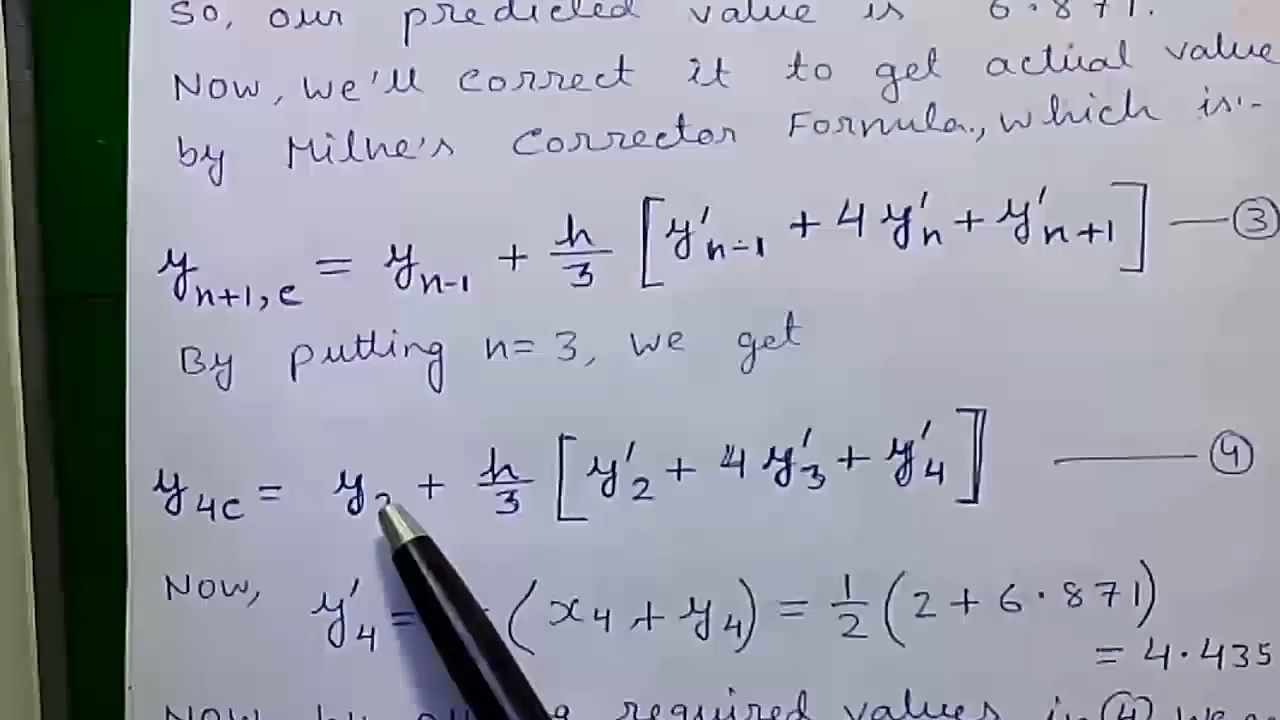 So, our predicted value is 6.871.
Now, we'll correct it to get actual value
by Milne's Corrector Formula, which is:-
y_{n+1,c} = y_{n-1} + h/3 [y'_{n-1} + 4y'_n + y'_{n+1}] — ③
By putting n=3, we get
y_{4c} = y_2 + h/3 [y'_2 + 4y'_3 + y'_4] — ④
Now, y'_4 = (x_4 + y_4) = 1/2 (2 + 6.871)
= 4.435
Now required values in ④